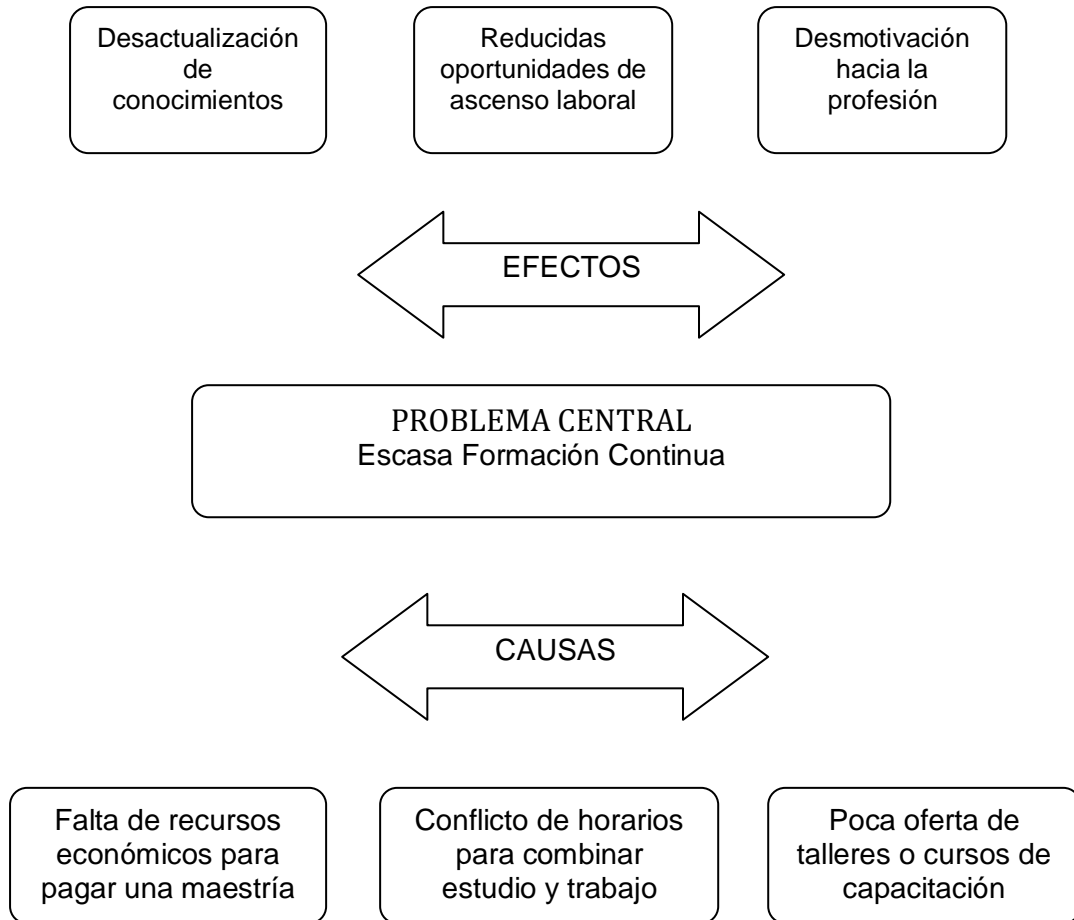 Desactualización
de
conocimientos
Reducidas
oportunidades de
ascenso laboral
Desmotivación
hacia la
profesión
EFECTOS
PROBLEMA CENTRAL
Escasa Formación Continua
CAUSAS
Falta de recursos
económicos para
pagar una maestría
Conflicto de horarios
para combinar
estudio y trabajo
Poca oferta de
talleres o cursos de
capacitación